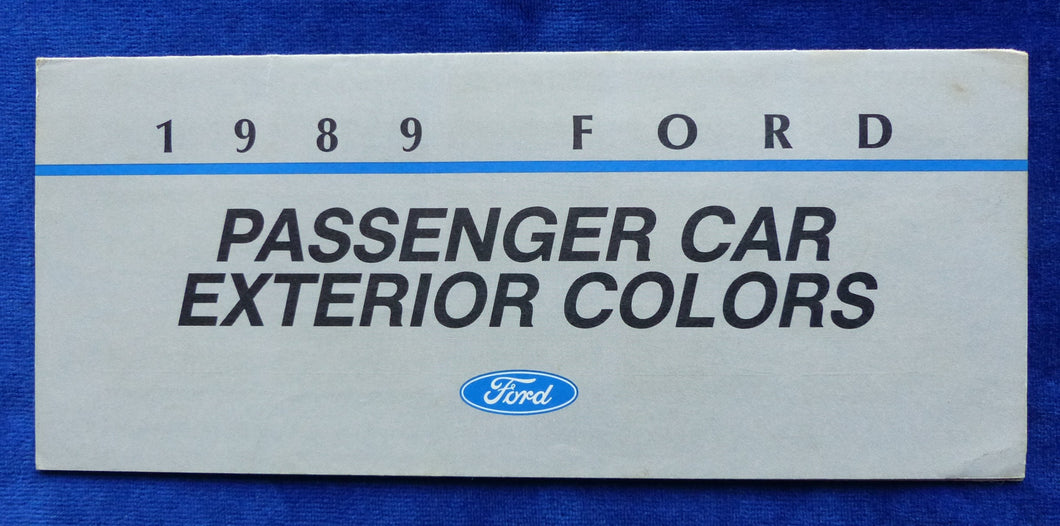 1989 FORD
PASSENGER CAR
EXTERIOR COLORS
Ford